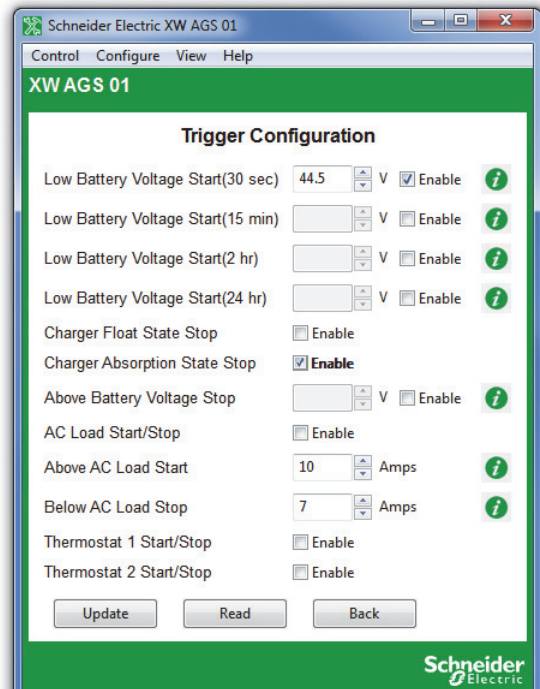 Schneider Electric XW AGS 01
Control Configure View Help
XW AGS 01
Trigger Configuration
Low Battery Voltage Start(30 sec) 44.5 V Enable
Low Battery Voltage Start(15 min) V Enable
Low Battery Voltage Start(2 hr) V Enable
Low Battery Voltage Start(24 hr) V Enable
Charger Float State Stop Enable
Charger Absorption State Stop Enable
Above Battery Voltage Stop V Enable
AC Load Start/Stop Enable
Above AC Load Start 10 Amps
Below AC Load Stop 7 Amps
Thermostat 1 Start/Stop Enable
Thermostat 2 Start/Stop Enable
Update Read Back
Schneider
Electric